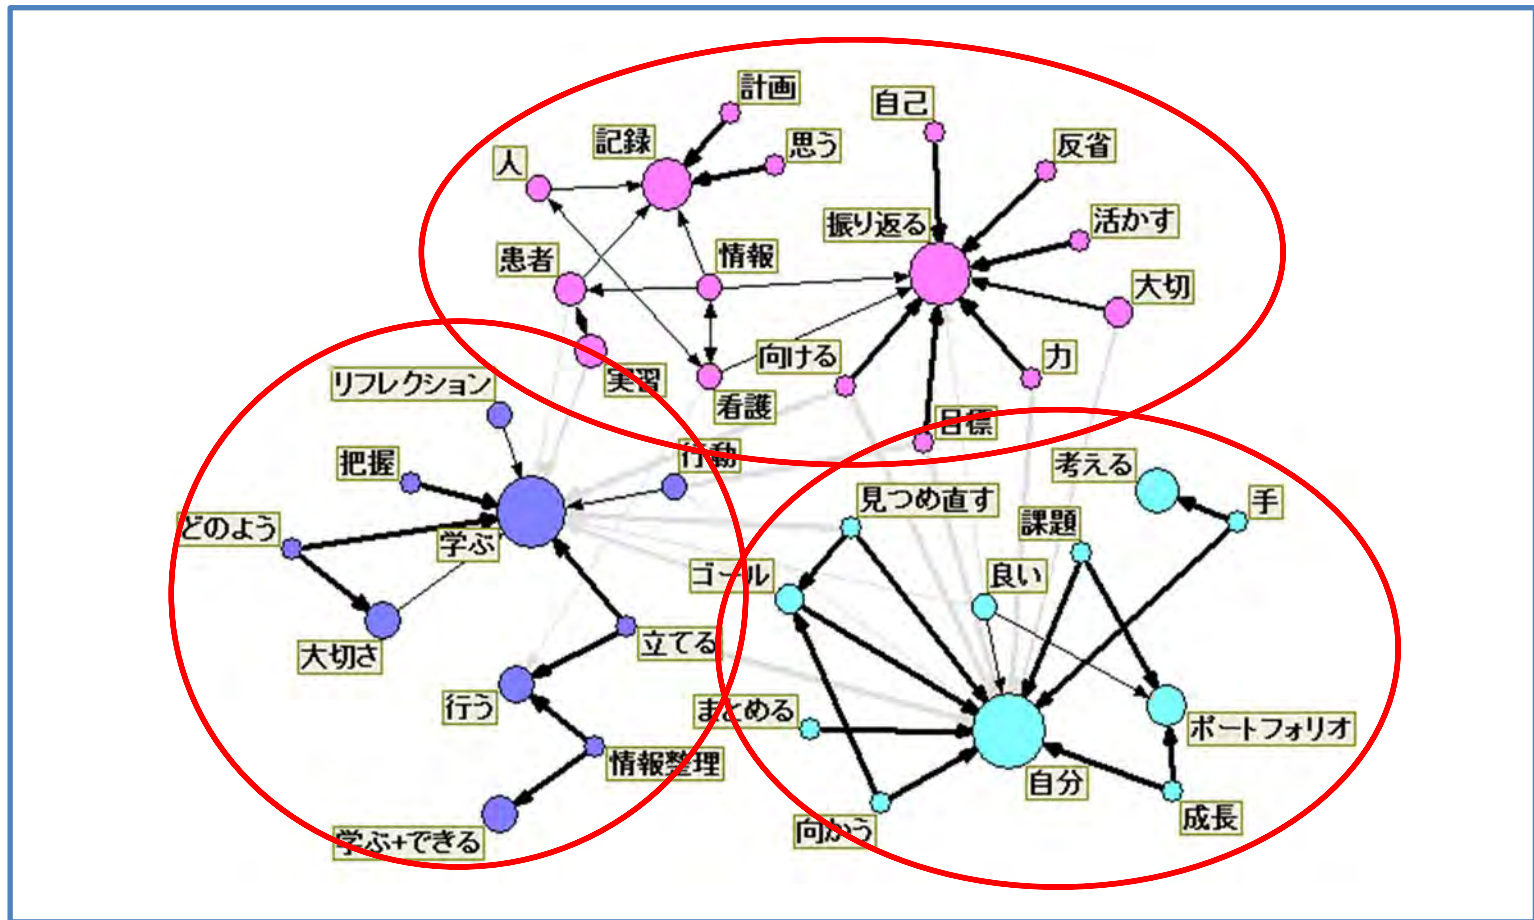 計画
自己
記録
思う
反省
人
振り返る
活かす
患者
情報
大切
向ける
力
実習
看護
目標
リフレクション
行動
把握
考える
見つめ直す
手
どのよう
課題
学ぶ
ゴール
良い
大切さ
立てる
行う
まとめる
ポートフォリオ
情報整理
自分
向かう
成長
学ぶ+できる